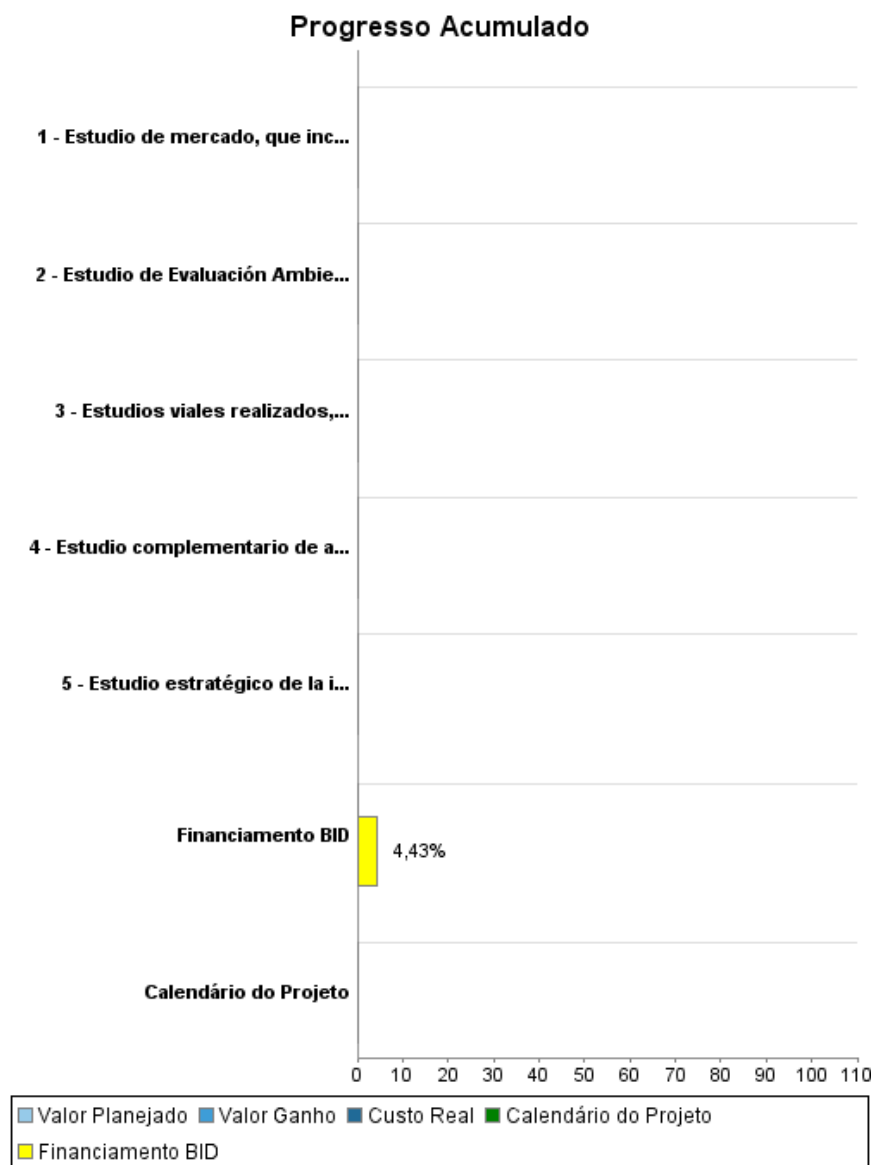 Progresso Acumulado
1 - Estudio de mercado, que inc...
2 - Estudio de Evaluación Ambie...
3 - Estudios viales realizados,...
4 - Estudio complementario de a...
5 - Estudio estratégico de la i...
Financiamento BID
4,43%
Calendário do Projeto
0 10 20 30 40 50 60 70 80 90 100 110
Valor Planejado Valor Ganho Custo Real Calendário do Projeto
Financiamento BID